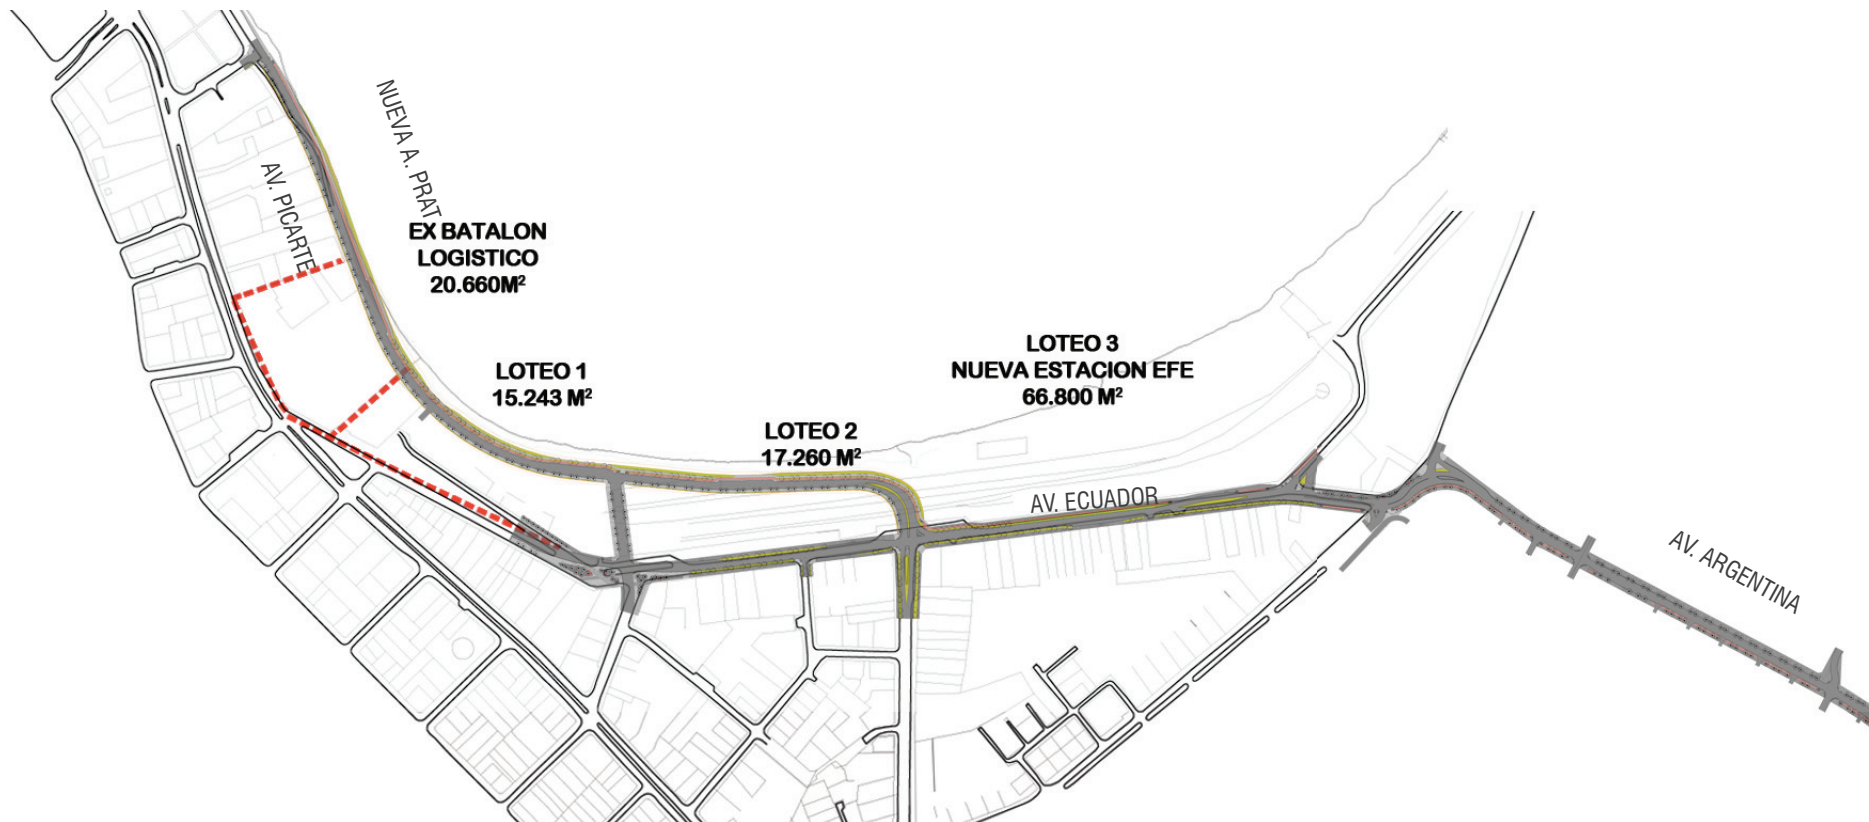 NUEVA A. PRAT
AV. PICARTE
EX BATALON
LOGISTICO
20.660M²
LOTEO 1
15.243 M²
LOTEO 2
17.260 M²
LOTEO 3
NUEVA ESTACION EFE
66.800 M²
AV. ECUADOR
AV. ARGENTINA